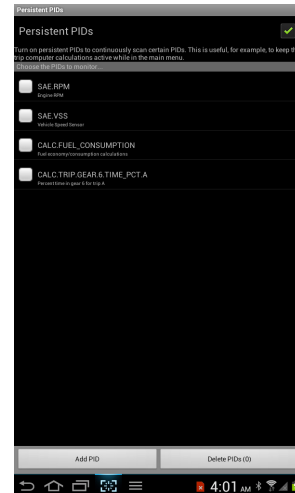 Persistent PIDs
Persistent PIDs
Turn on persistent PIDs to continuously scan certain PIDs. This is useful, for example, to keep th
trip computer calculations active while in the main menu.
Choose the PIDs to monitor...
SAE.RPM
Engine RPM
SAE.VSS
Vehicle Speed Sensor
CALC.FUEL_CONSUMPTION
Fuel economy/consumption calculations
CALC.TRIP.GEAR.6.TIME_PCT.A
Percent time in gear 6 for trip A
Add PID
Delete PIDs (0)
4:01 AM